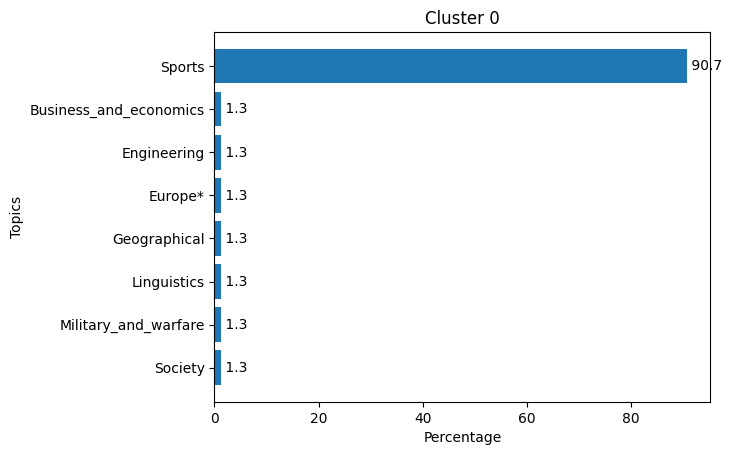 Cluster 0
Topics
Sports 90.7
Business_and_economics 1.3
Engineering 1.3
Europe* 1.3
Geographical 1.3
Linguistics 1.3
Military_and_warfare 1.3
Society 1.3
0 20 40 60 80
Percentage